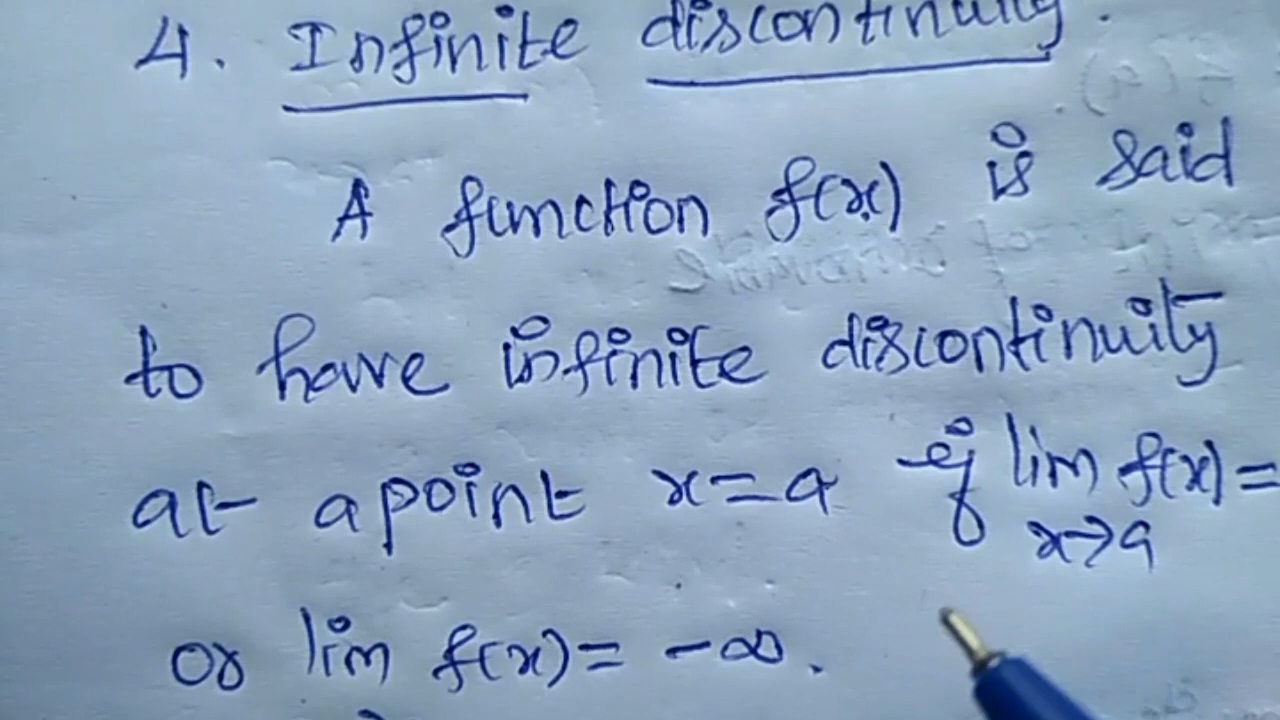 4. Infinite discontinuity.
A function f(x) is said
to have infinite discontinuity
at a point x=a if lim f(x)=
x→a
or lim f(x)= -∞.